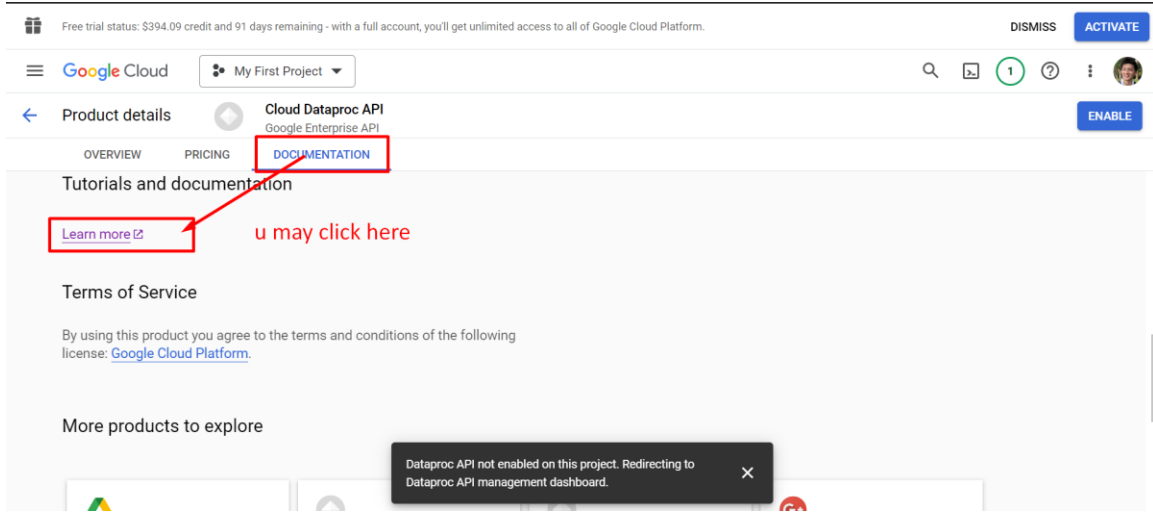 Free trial status: $394.09 credit and 91 days remaining - with a full account, you'll get unlimited access to all of Google Cloud Platform.
DISMISS
ACTIVATE
Google Cloud
My First Project
1
Product details
Cloud Dataproc API
Google Enterprise API
ENABLE
OVERVIEW
PRICING
DOCUMENTATION
Tutorials and documentation
Learn more
u may click here
Terms of Service
By using this product you agree to the terms and conditions of the following
license: Google Cloud Platform.
More products to explore
Dataproc API not enabled on this project. Redirecting to
Dataproc API management dashboard.
G+